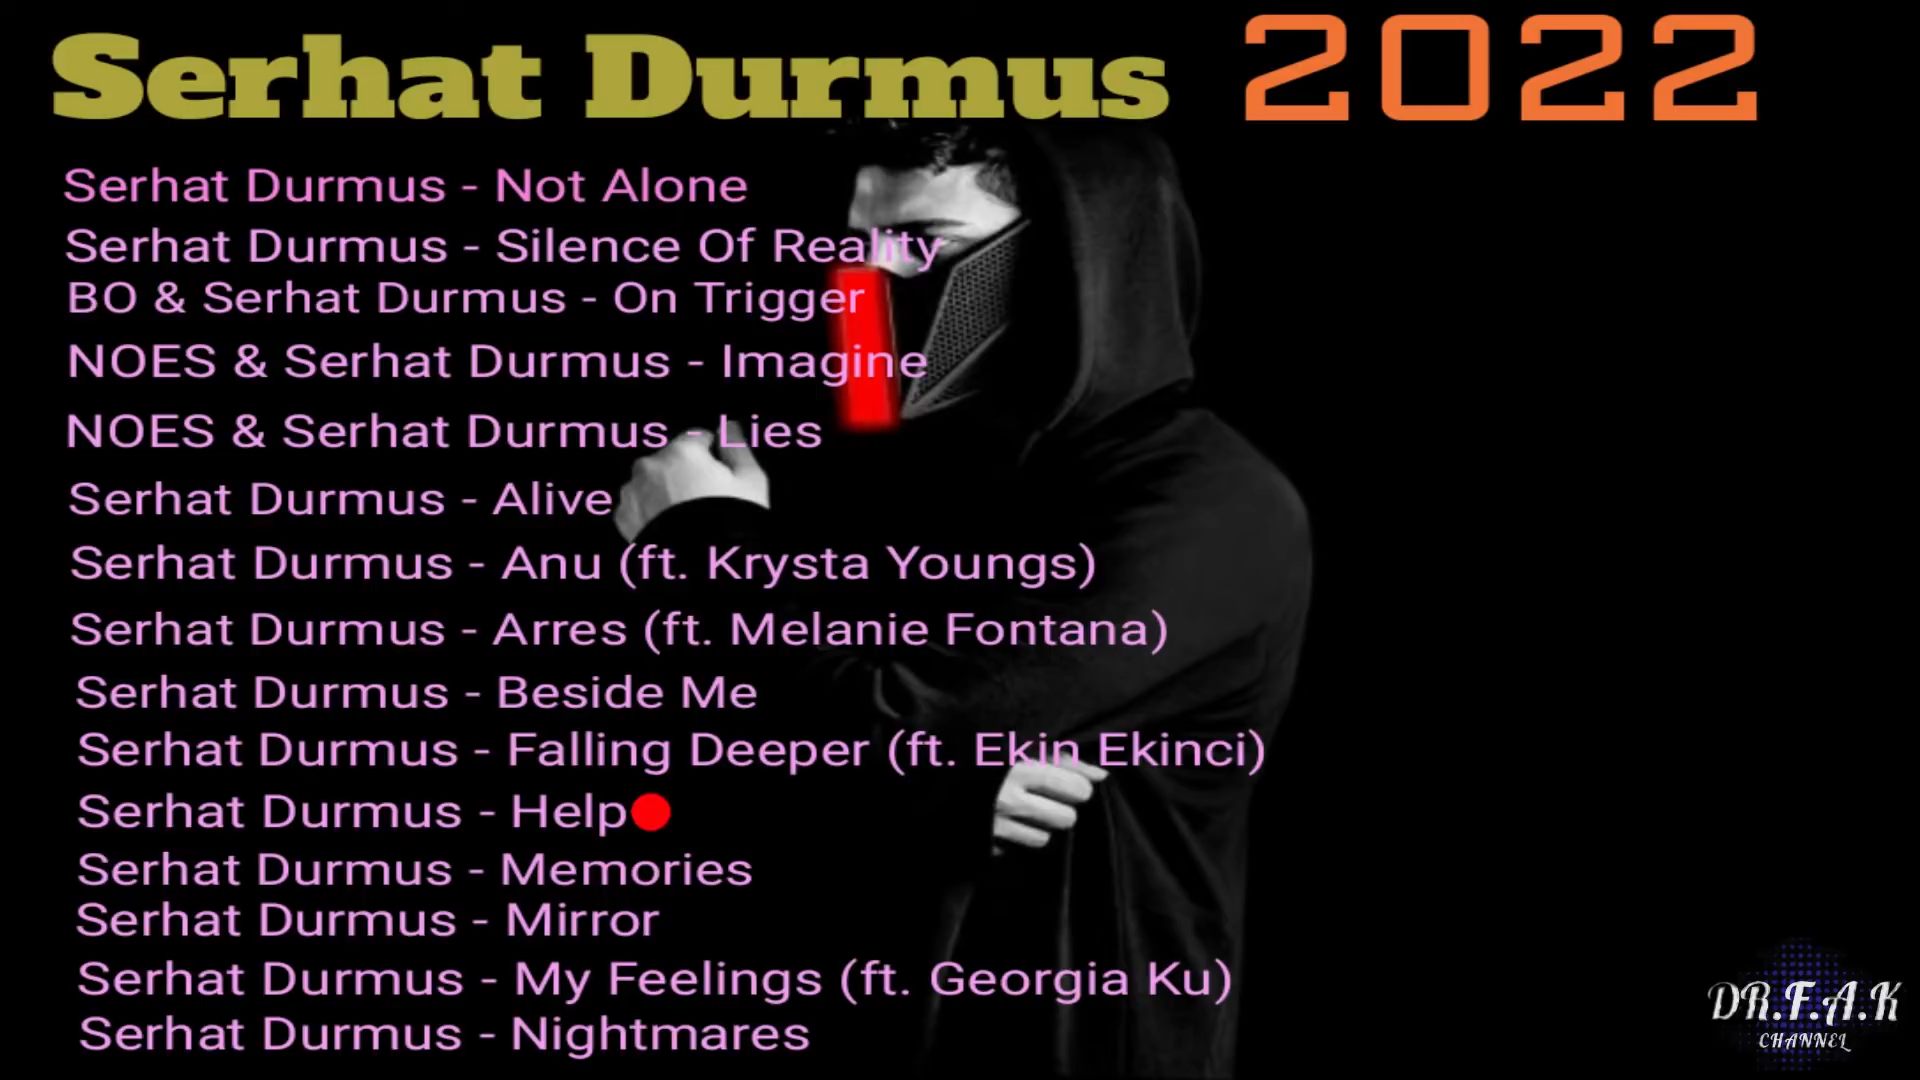 Serhat Durmus 2022
Serhat Durmus - Not Alone
Serhat Durmus - Silence Of Reality
BO & Serhat Durmus - On Trigger
NOES & Serhat Durmus - Imagine
NOES & Serhat Durmus - Lies
Serhat Durmus - Alive
Serhat Durmus - Anu (ft. Krysta Youngs)
Serhat Durmus - Arres (ft. Melanie Fontana)
Serhat Durmus - Beside Me
Serhat Durmus - Falling Deeper (ft. Ekin Ekinci)
Serhat Durmus - Help
Serhat Durmus - Memories
Serhat Durmus - Mirror
Serhat Durmus - My Feelings (ft. Georgia Ku)
Serhat Durmus - Nightmares
DR.F.A.K
CHANNEL